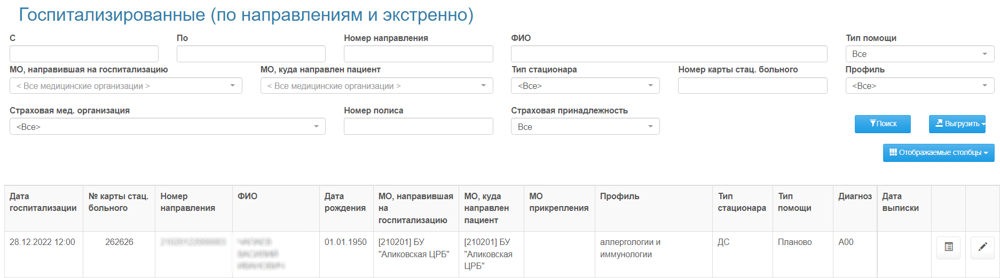 Госпитализированные (по направлениям и экстренно)
С По Номер направления ФИО Тип помощи
Все
МО, направившая на госпитализацию МО, куда направлен пациент Тип стационара Номер карты стац. больного Профиль
< Все медицинские организации > < Все медицинские организации > <Все> <Все>
Страховая мед. организация Номер полиса Страховая принадлежность
<Все> Все Поиск Выгрузить
Отображаемые столбцы
Дата № карты стац. Номер ФИО Дата МО, направившая МО, куда МО Профиль Тип Тип Диагноз Дата
госпитализации больного направления рождения на направлен прикрепления стационара помощи выписки
госпитализацию пациент
28.12.2022 12:00 262626 01.01.1950 [210201] БУ [210201] БУ аллергологии и ДС Планово A00
"Аликовская ЦРБ" "Аликовская иммунологии
ЦРБ"